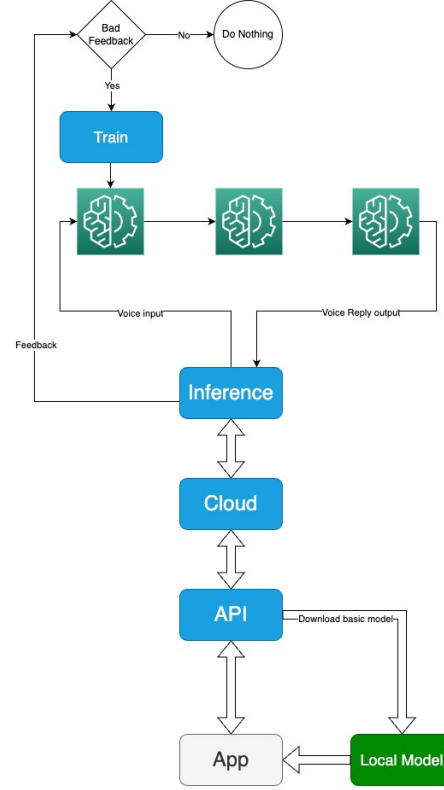 Bad
Feedback
No
Do Nothing
Yes
Train
Voice input
Voice Reply output
Feedback
Inference
Cloud
API
Download basic model
App
Local Model